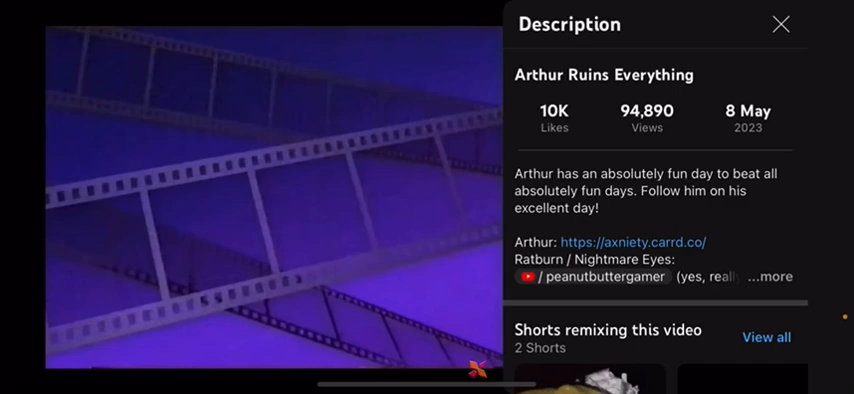 Description
Arthur Ruins Everything
10K 94,890 8 May
Likes Views 2023
Arthur has an absolutely fun day to beat all
absolutely fun days. Follow him on his
excellent day!
Arthur: https://axniety.carrd.co/
Ratburn / Nightmare Eyes:
/ peanutbuttergamer (yes, really ...more
Shorts remixing this video
2 Shorts
View all